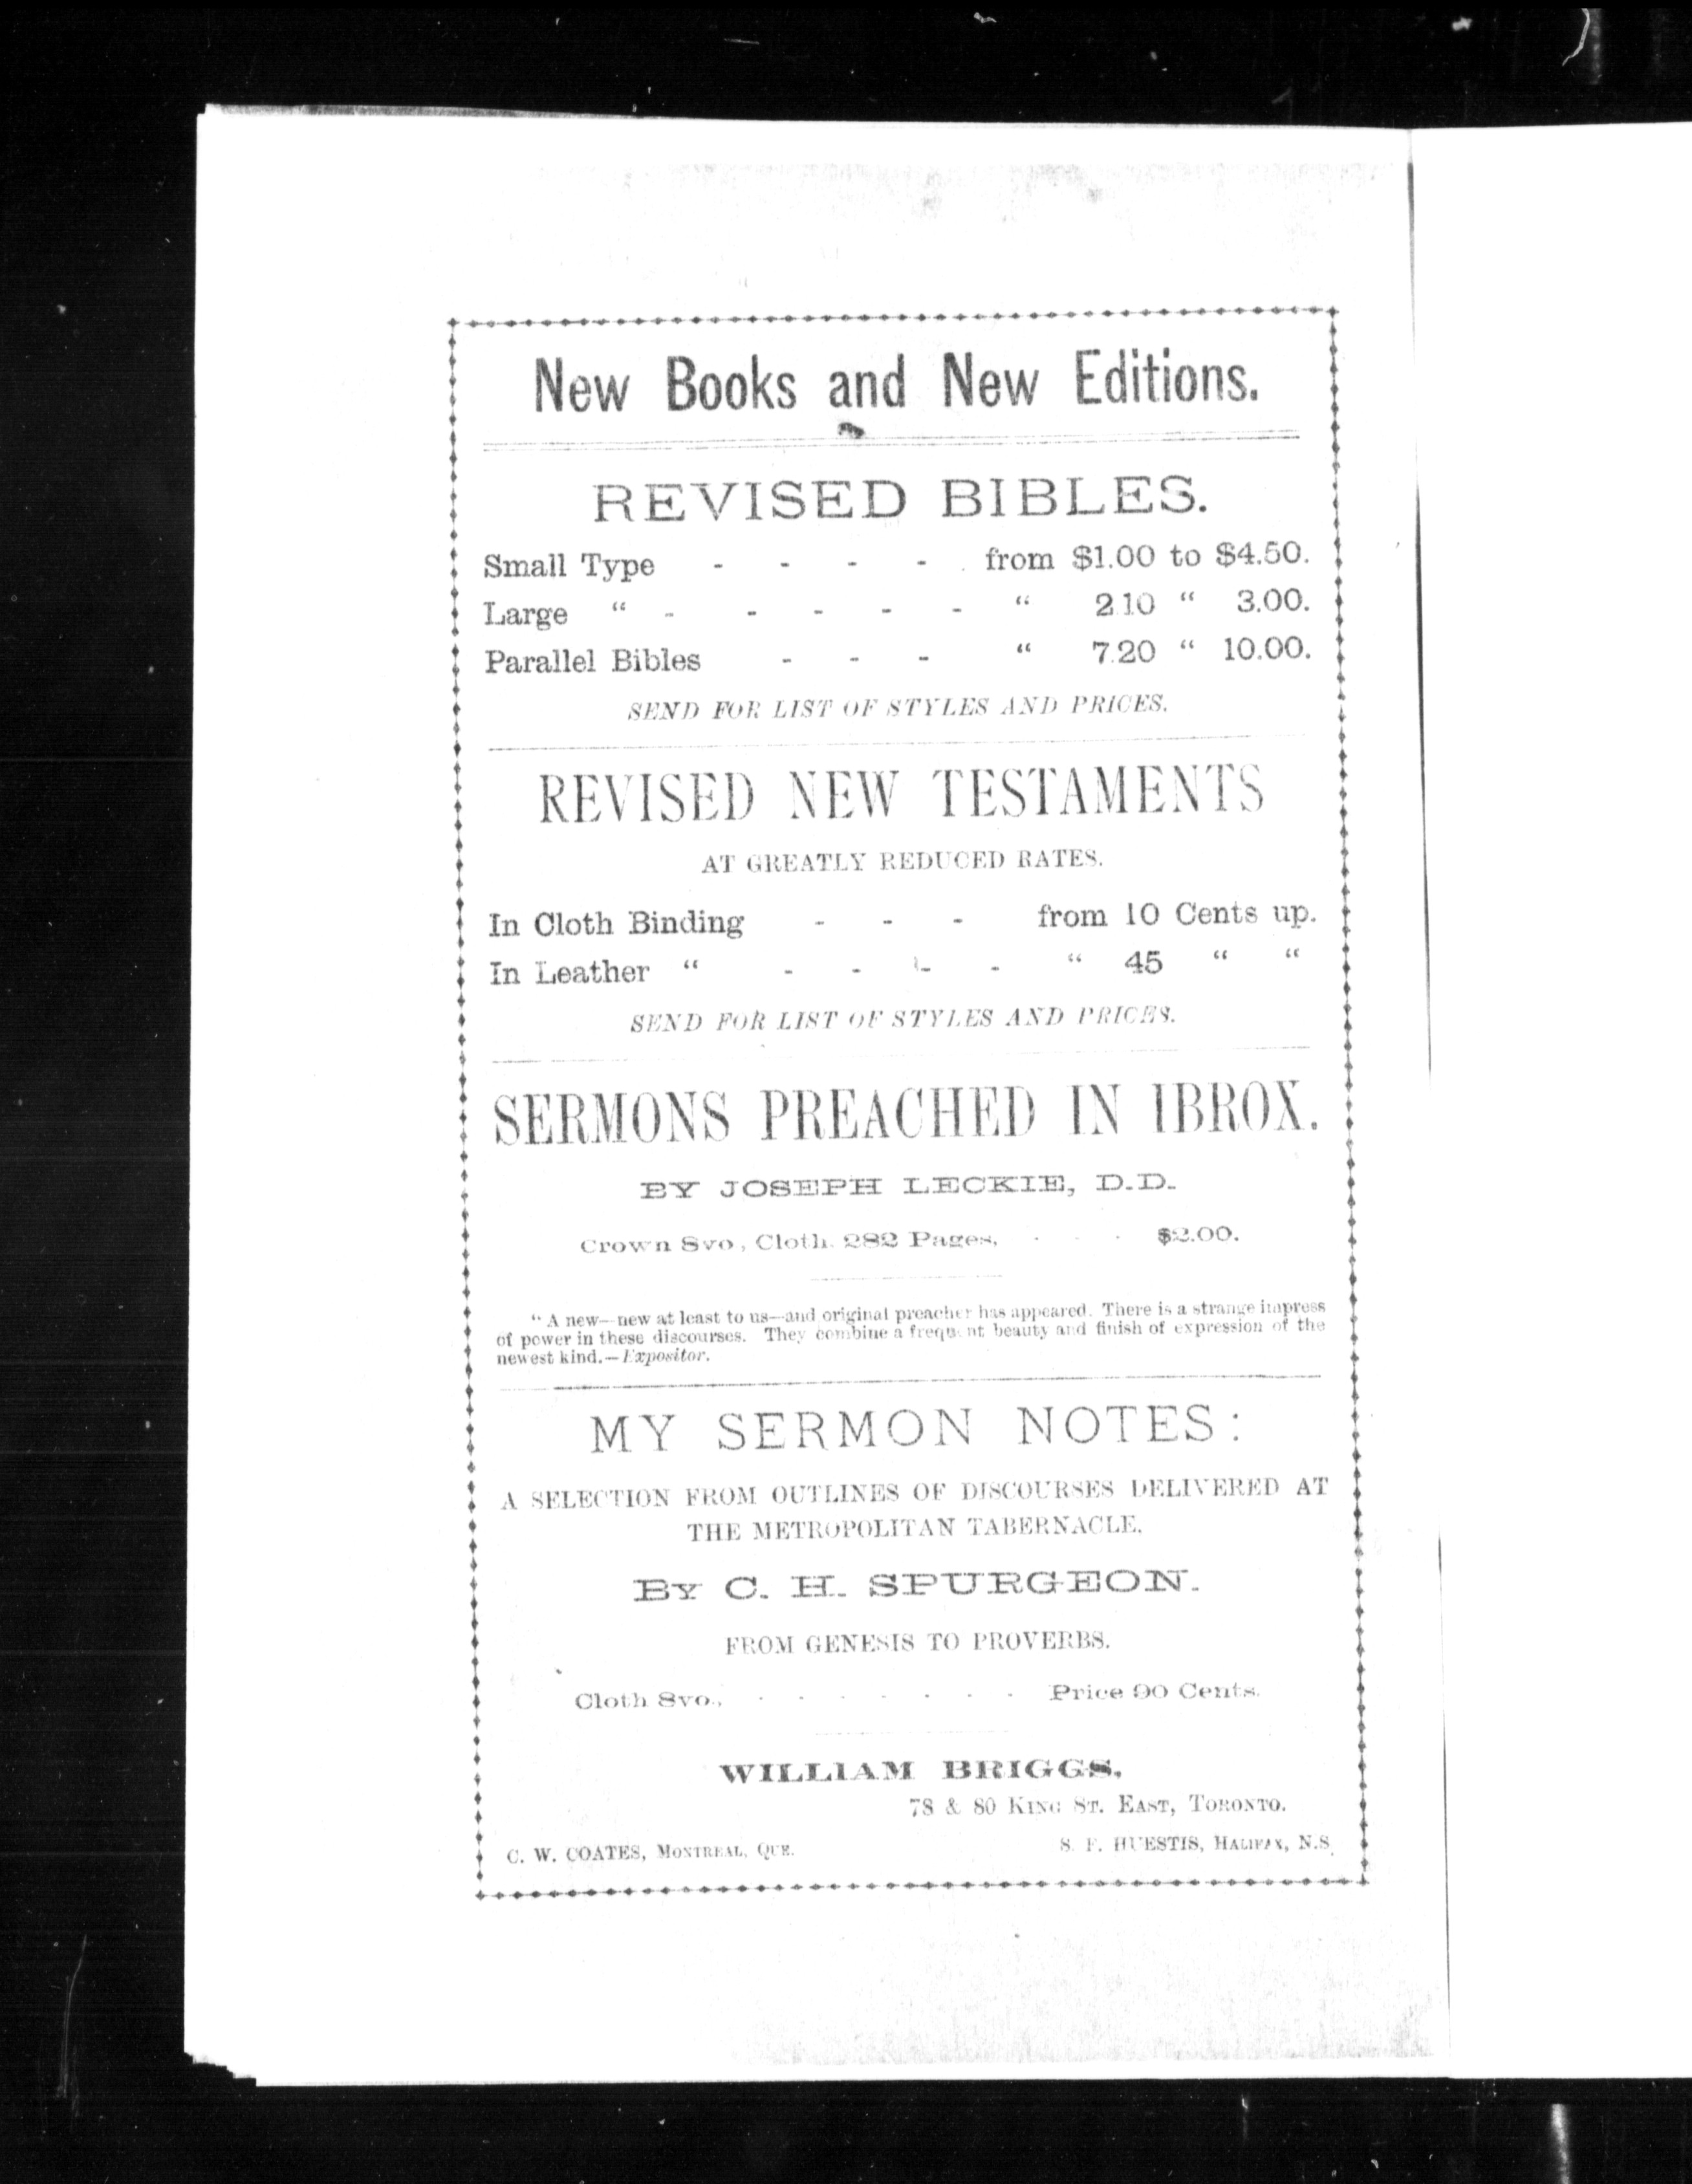 New Books and New Editions.
REVISED BIBLES.
Small Type - - - - from $1.00 to $4.50.
Large " - - - - - " 2.10 " 3.00.
Parallel Bibles - - - " 7.20 " 10.00.
SEND FOR LIST OF STYLES AND PRICES.
REVISED NEW TESTAMENTS
AT GREATLY REDUCED RATES.
In Cloth Binding - - - from 10 Cents up.
In Leather " - - - - " 45 " "
SEND FOR LIST OF STYLES AND PRICES.
SERMONS PREACHED IN IBROX.
BY JOSEPH LECKIE, D.D.
Crown 8vo, Cloth. 282 Pages, - - - $2.00.
" A new—new at least to us—and original preacher has appeared. There is a strange impress
of power in these discourses. They combine a frequent beauty and finish of expression of the
newest kind.—Expositor.
MY SERMON NOTES:
A SELECTION FROM OUTLINES OF DISCOURSES DELIVERED AT
THE METROPOLITAN TABERNACLE.
BY C. H. SPURGEON.
FROM GENESIS TO PROVERBS.
Cloth 8vo., - - - - - - - Price 90 Cents.
WILLIAM BRIGGS,
78 & 80 KING ST. EAST, TORONTO.
C. W. COATES, MONTREAL, QUE. S. F. HUESTIS, HALIFAX, N.S.